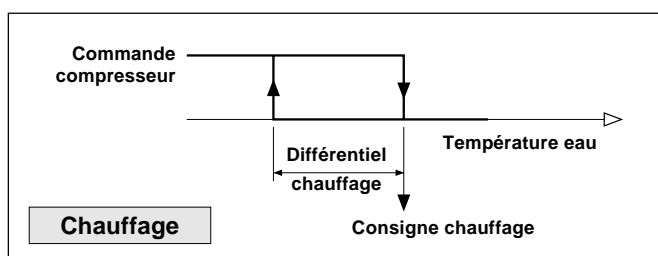 Commande
compresseur
Température eau
Différentiel
chauffage
Chauffage
Consigne chauffage